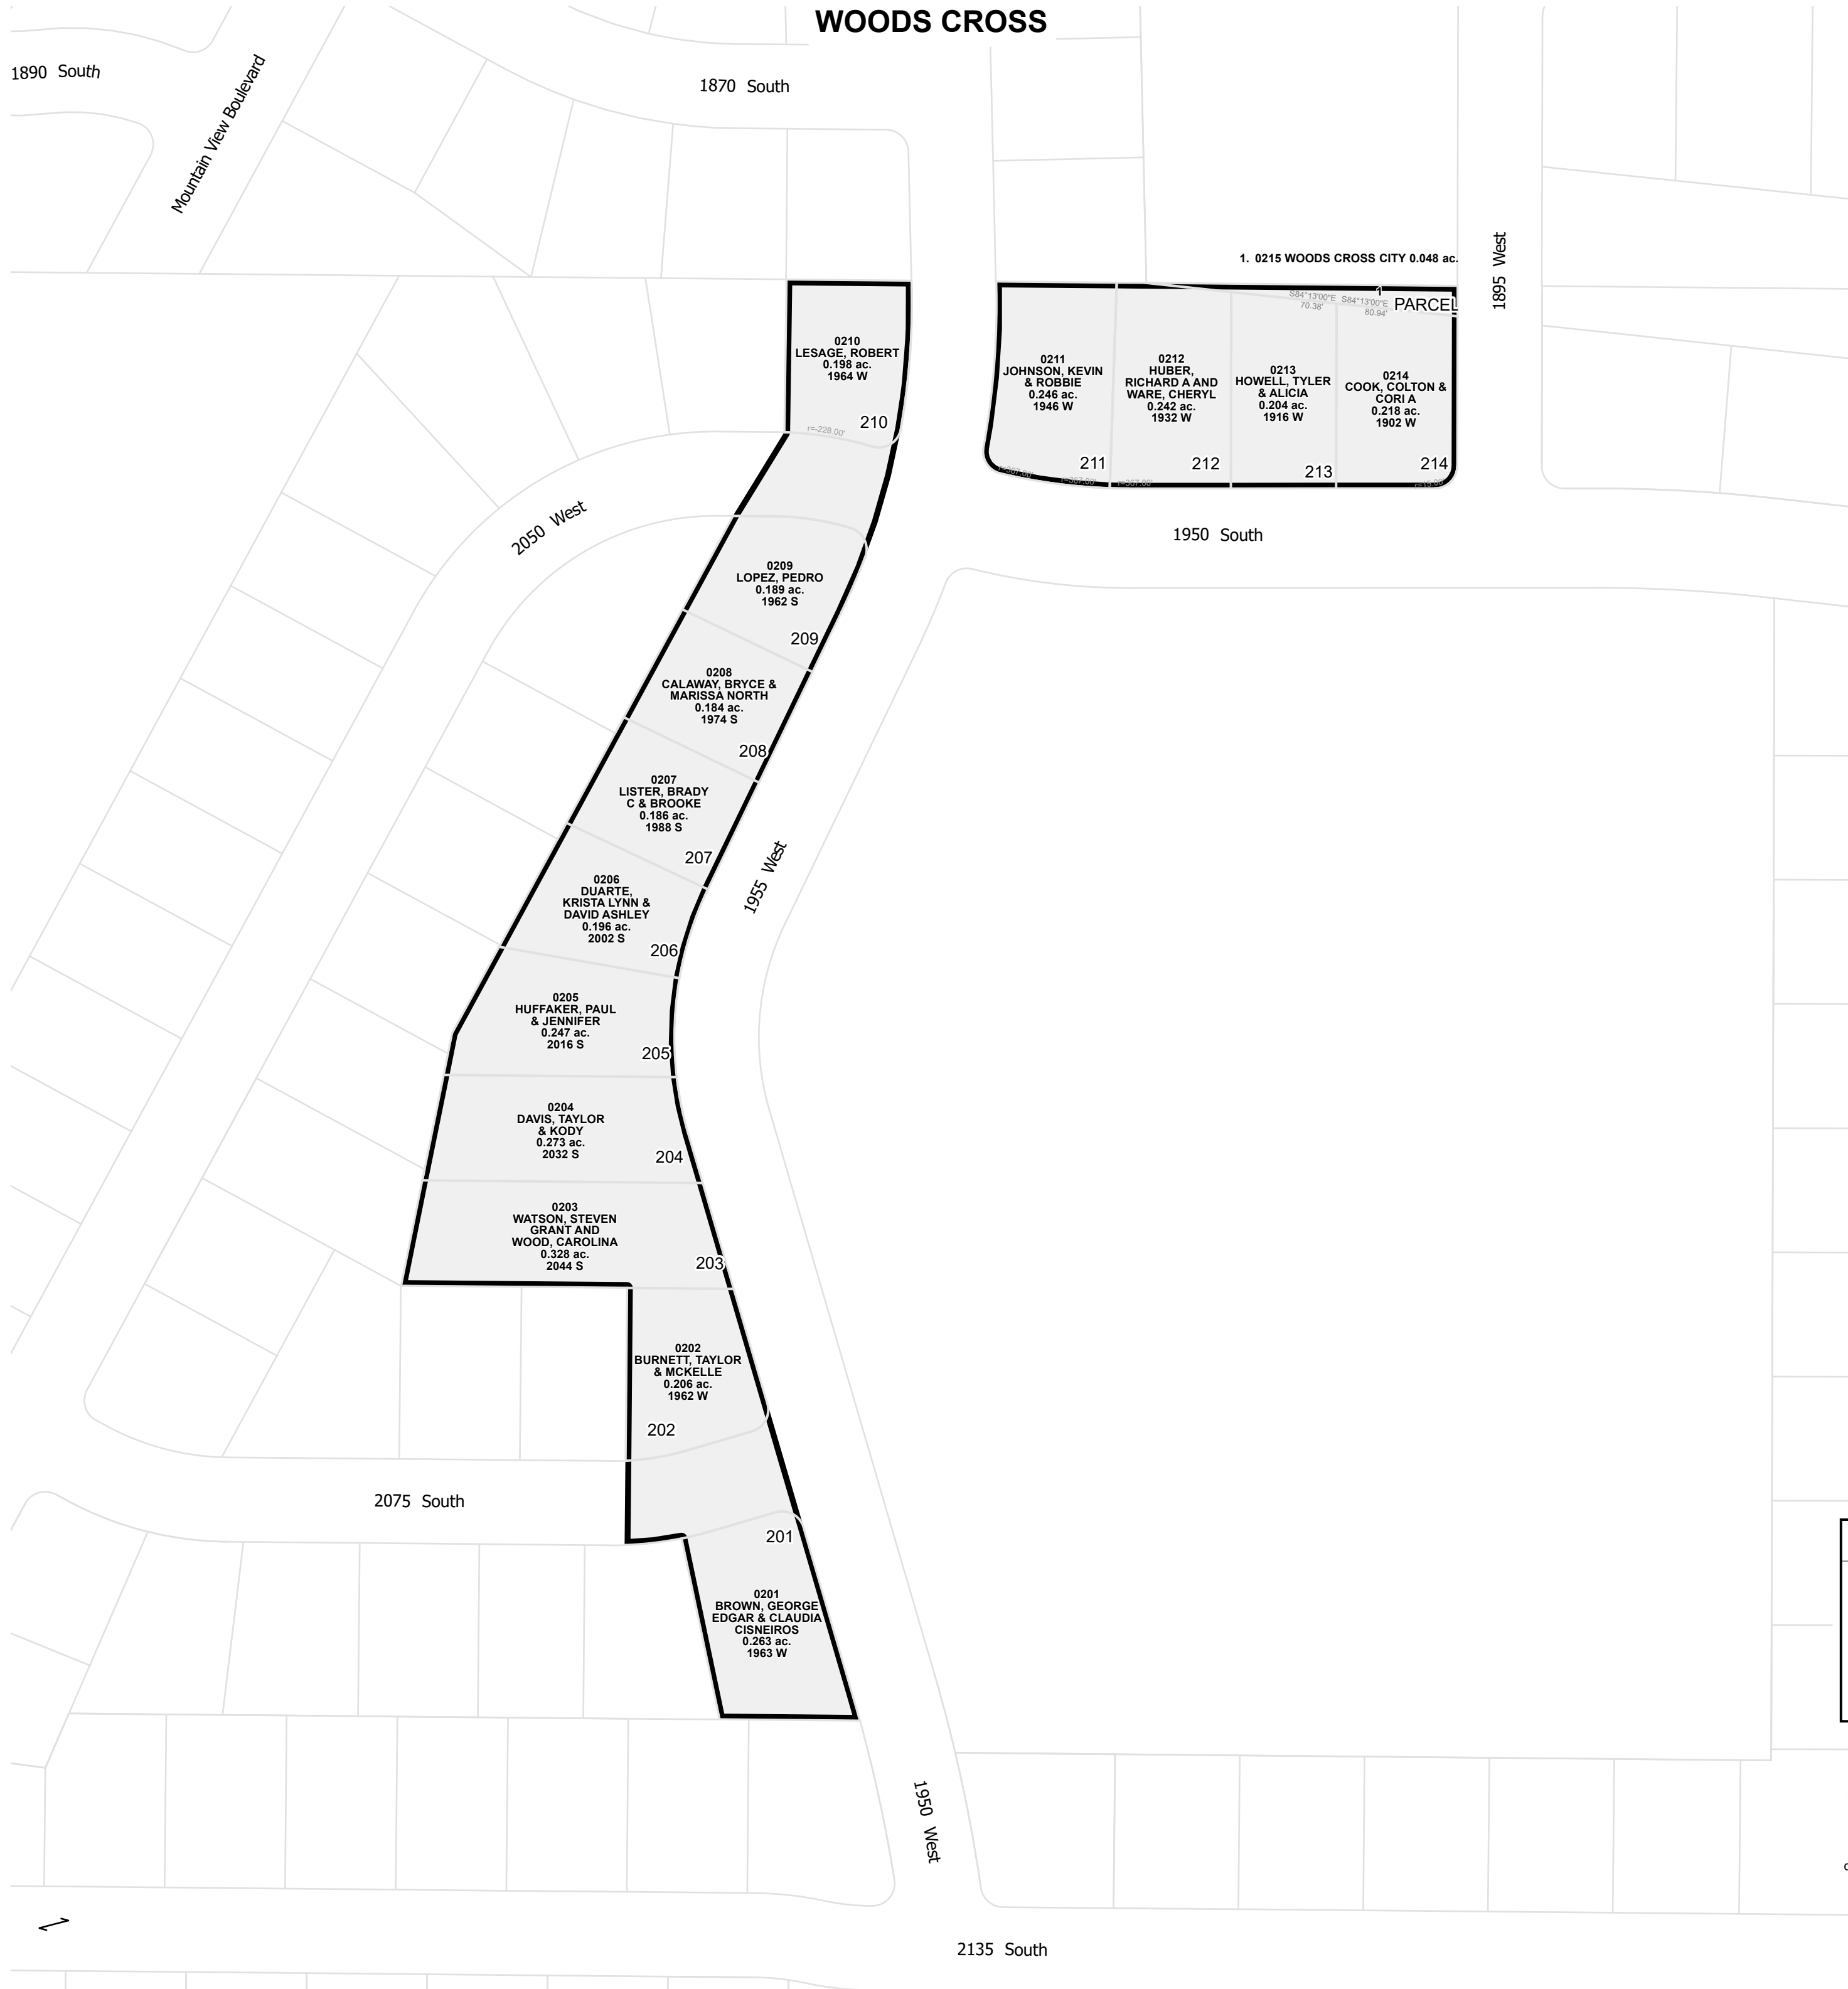 WOODS CROSS
1890 South
Mountain View Boulevard
1870 South
1895 West
1. 0215 WOODS CROSS CITY 0.048 ac.
1
S84°13'00"E
70.38'
S84°13'00"E
80.94'
PARCEL
0210
LESAGE, ROBERT
0.198 ac.
1964 W
210
r=-228.00'
0211
JOHNSON, KEVIN
& ROBBIE
0.246 ac.
1946 W
211
0212
HUBER,
RICHARD A AND
WARE, CHERYL
0.242 ac.
1932 W
212
0213
HOWELL, TYLER
& ALICIA
0.204 ac.
1916 W
213
0214
COOK, COLTON &
CORI A
0.218 ac.
1902 W
214
r=367.00'
r=367.00'
r=367.00'
2050 West
1950 South
0209
LOPEZ, PEDRO
0.189 ac.
1962 S
209
0208
CALAWAY, BRYCE &
MARISSA NORTH
0.184 ac.
1974 S
208
0207
LISTER, BRADY
C & BROOKE
0.186 ac.
1988 S
207
1955 West
0206
DUARTE,
KRISTA LYNN &
DAVID ASHLEY
0.196 ac.
2002 S
206
0205
HUFFAKER, PAUL
& JENNIFER
0.247 ac.
2016 S
205
0204
DAVIS, TAYLOR
& KODY
0.273 ac.
2032 S
204
0203
WATSON, STEVEN
GRANT AND
WOOD, CAROLINA
0.328 ac.
2044 S
203
0202
BURNETT, TAYLOR
& MCKELLE
0.206 ac.
1962 W
202
2075 South
201
0201
BROWN, GEORGE
EDGAR & CLAUDIA
CISNEIROS
0.263 ac.
1963 W
1950 West
2135 South